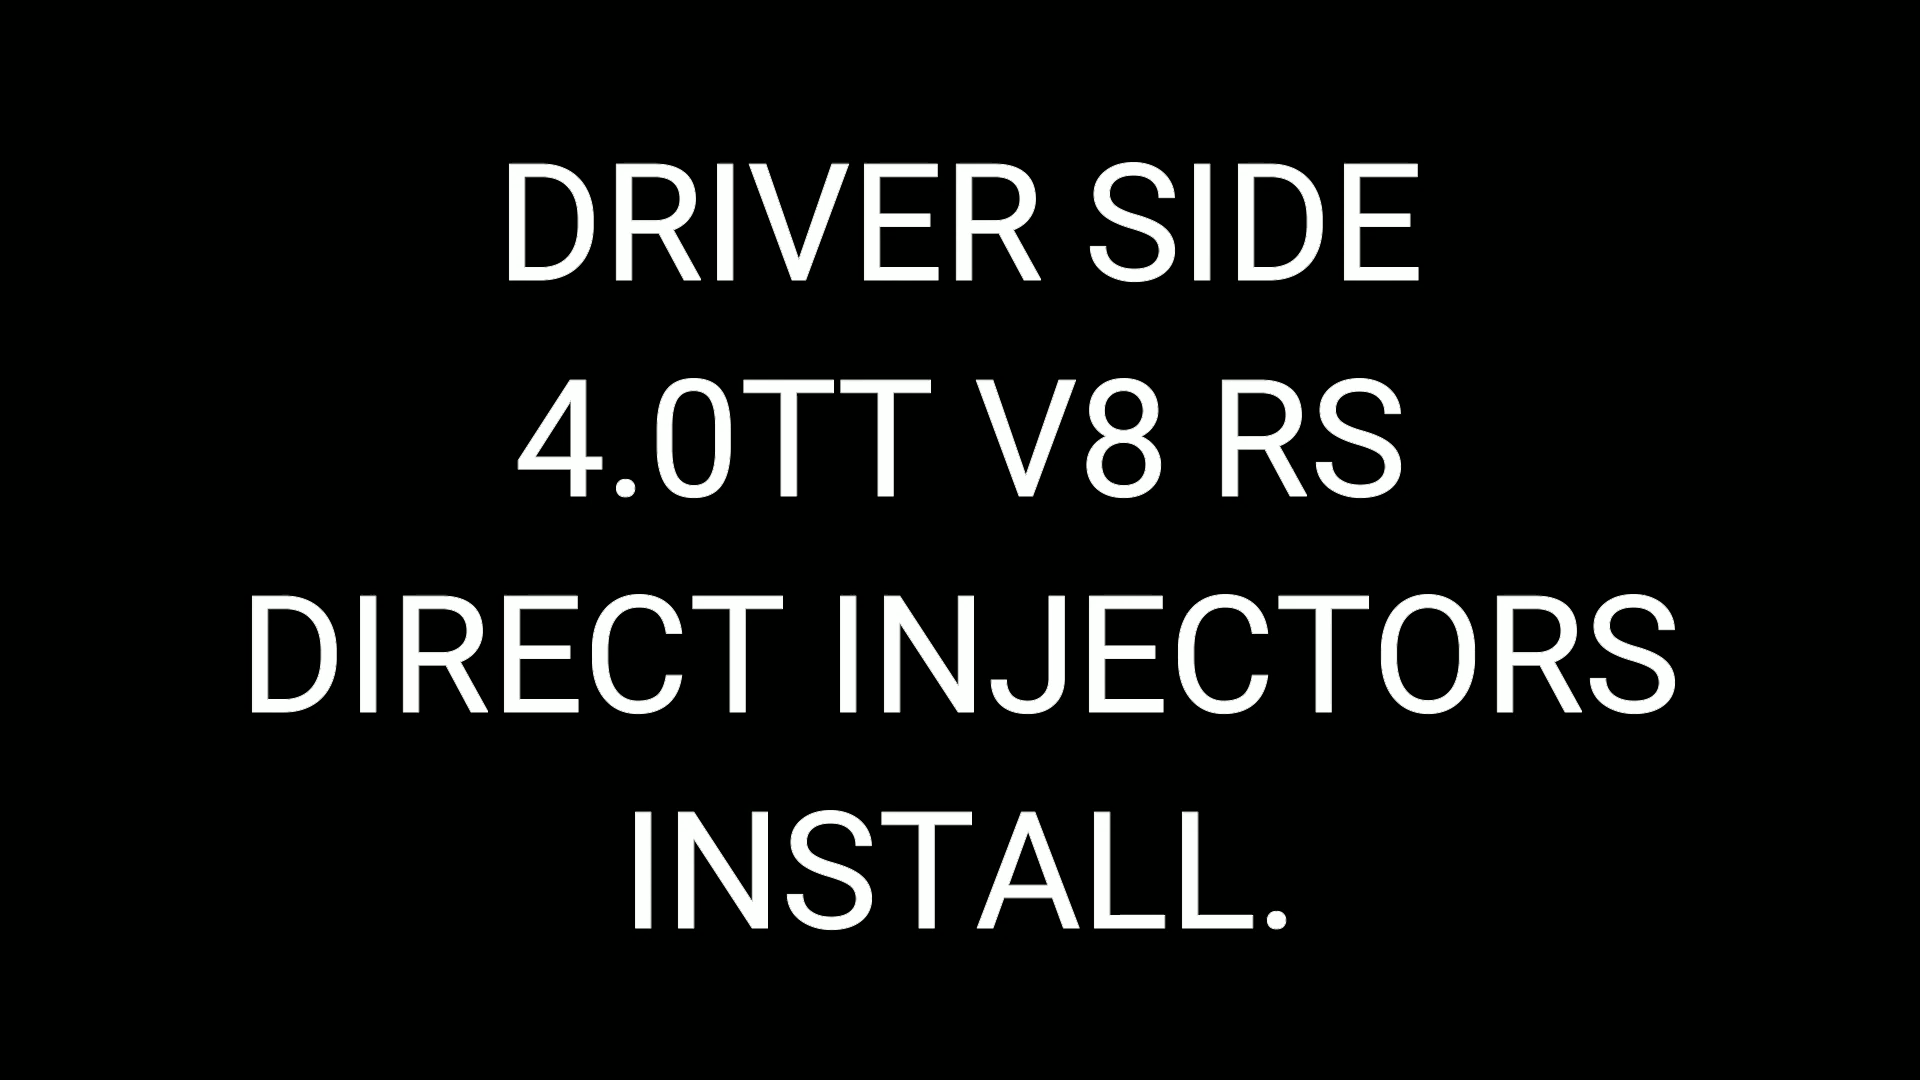 DRIVER SIDE
4.0TT V8 RS
DIRECT INJECTORS
INSTALL.